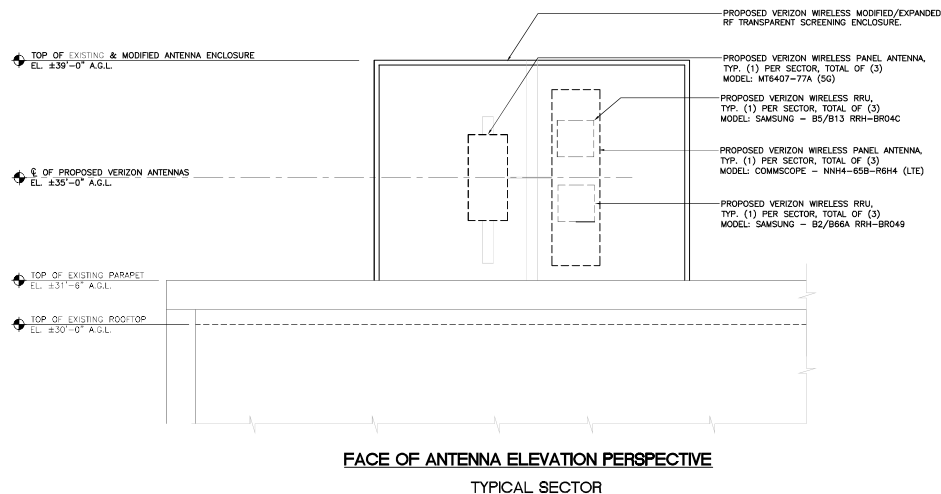 PROPOSED VERIZON WIRELESS MODIFIED/EXPANDED
RF TRANSPARENT SCREENING ENCLOSURE.
TOP OF EXISTING & MODIFIED ANTENNA ENCLOSURE
EL. ±39'-0" A.G.L.
PROPOSED VERIZON WIRELESS PANEL ANTENNA,
TYP. (1) PER SECTOR, TOTAL OF (3)
MODEL: MT6407-77A (5G)
PROPOSED VERIZON WIRELESS RRU,
TYP. (1) PER SECTOR, TOTAL OF (3)
MODEL: SAMSUNG - B5/B13 RRH-BR04C
PROPOSED VERIZON WIRELESS PANEL ANTENNA,
TYP. (1) PER SECTOR, TOTAL OF (3)
MODEL: COMMSCOPE - NNH4-65B-R6H4 (LTE)
℄ OF PROPOSED VERIZON ANTENNAS
EL. ±35'-0" A.G.L.
PROPOSED VERIZON WIRELESS RRU,
TYP. (1) PER SECTOR, TOTAL OF (3)
MODEL: SAMSUNG - B2/B66A RRH-BR049
TOP OF EXISTING PARAPET
EL. ±31'-6" A.G.L.
TOP OF EXISTING ROOFTOP
EL. ±30'-0" A.G.L.
FACE OF ANTENNA ELEVATION PERSPECTIVE
TYPICAL SECTOR